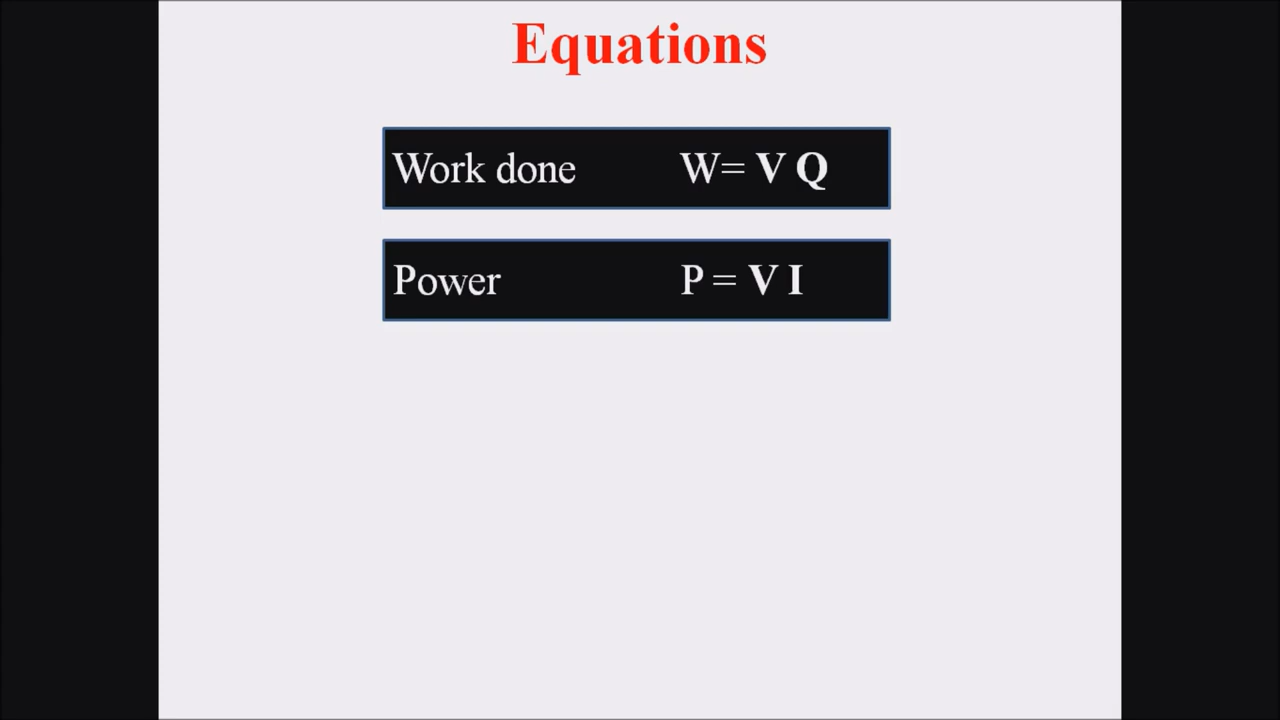 Equations
Work done W= V Q
Power P = V I